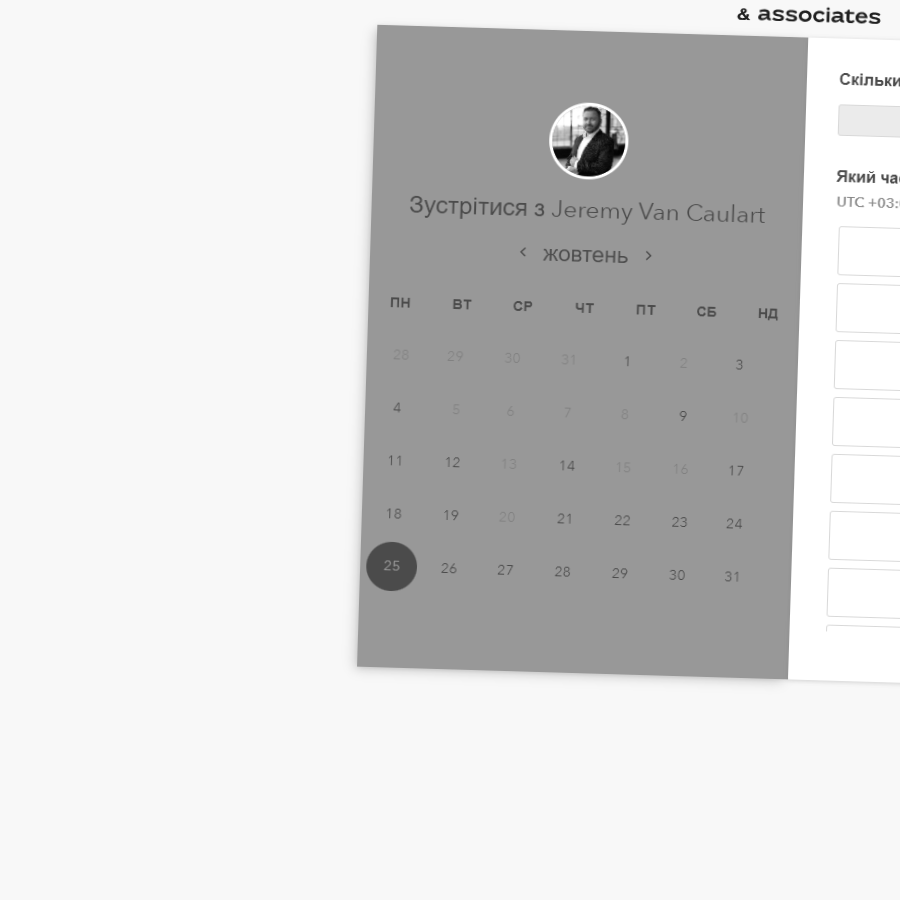 & associates
Зустрітися з Jeremy Van Caulart
жовтень
ПН ВТ СР ЧТ ПТ СБ НД
28 29 30 31 1 2 3
4 5 6 7 8 9 10
11 12 13 14 15 16 17
18 19 20 21 22 23 24
25 26 27 28 29 30 31
Скільки
Який
UTC